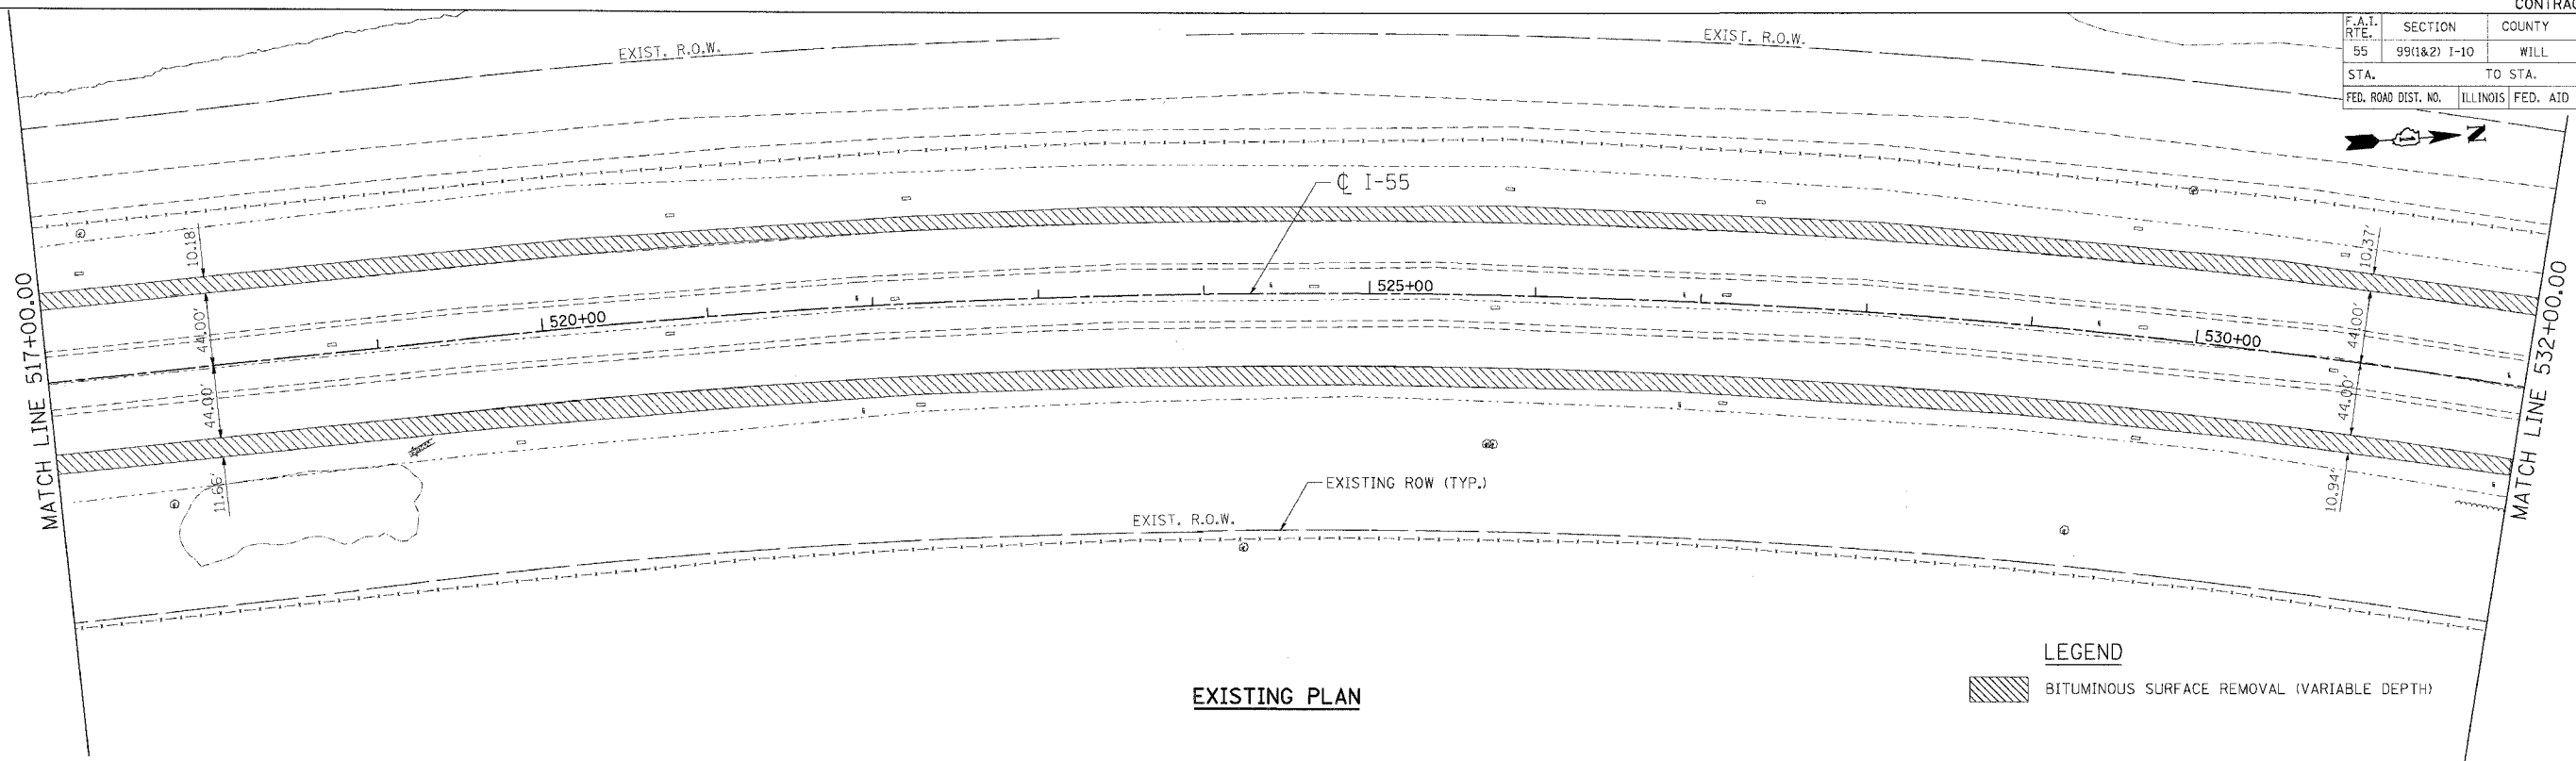 CONTRAC
F.A.I. RTE. SECTION COUNTY
55 99(1&2) I-10 WILL
STA. TO STA.
FED. ROAD DIST. NO. ILLINOIS FED. AID
N
EXIST. R.O.W.
EXIST. R.O.W.
℄ I-55
MATCH LINE 517+00.00
10.18'
44.00'
44.00'
11.66'
520+00
525+00
530+00
10.37'
44.00'
44.00'
10.94'
MATCH LINE 532+00.00
EXISTING ROW (TYP.)
EXIST. R.O.W.
EXISTING PLAN
LEGEND
BITUMINOUS SURFACE REMOVAL (VARIABLE DEPTH)